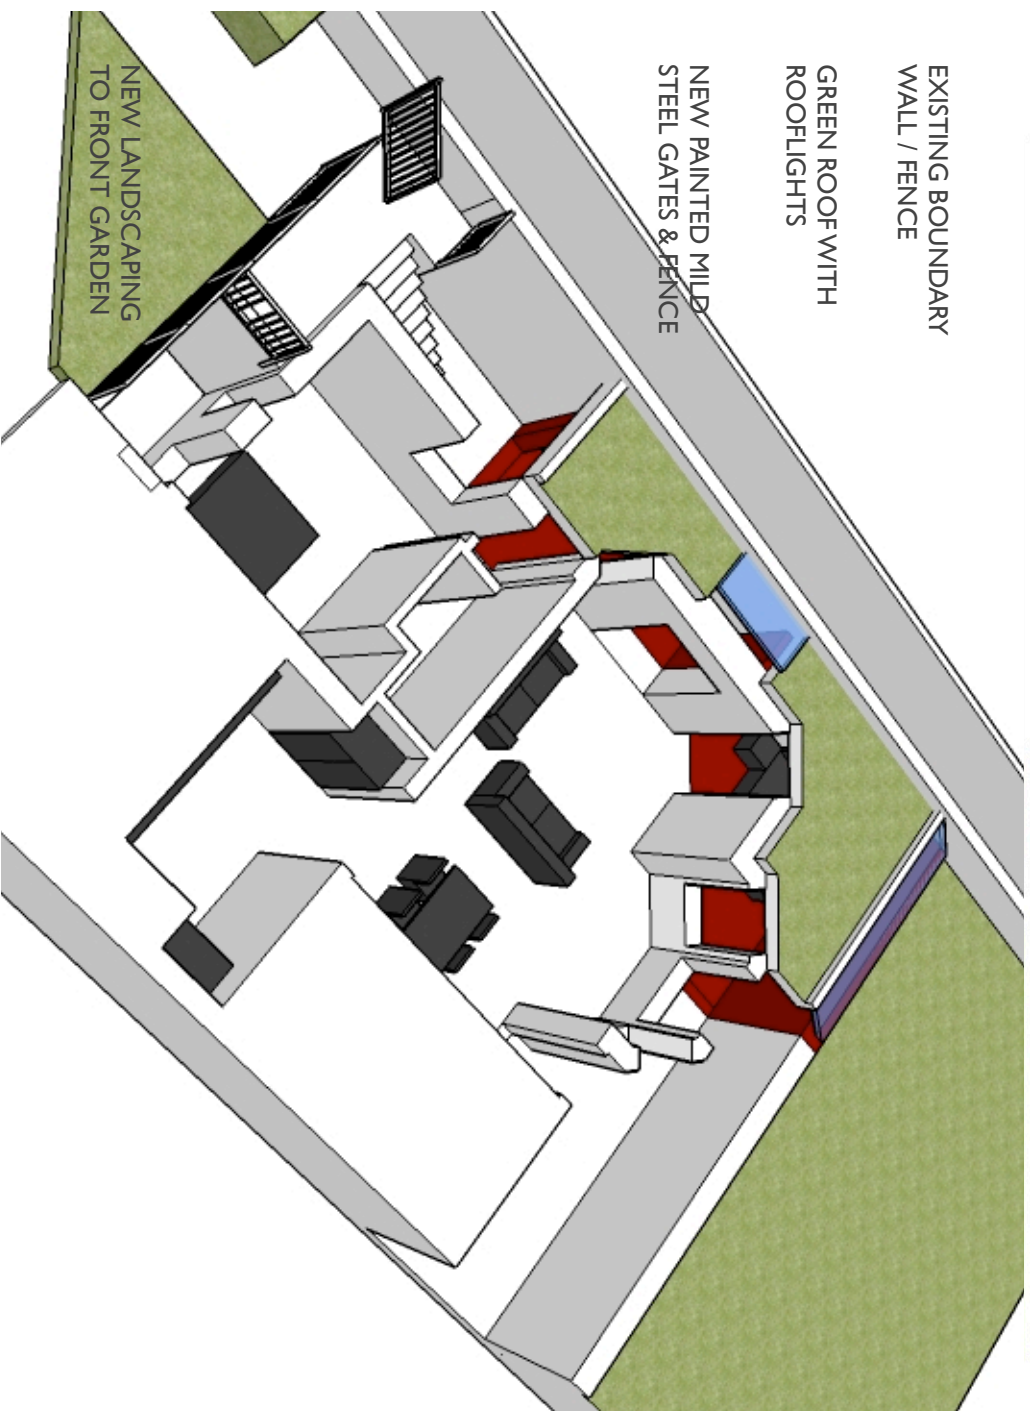 EXISTING BOUNDARY
WALL / FENCE
GREEN ROOF WITH
ROOFLIGHTS
NEW PAINTED MILD
STEEL GATES & FENCE
NEW LANDSCAPING
TO FRONT GARDEN